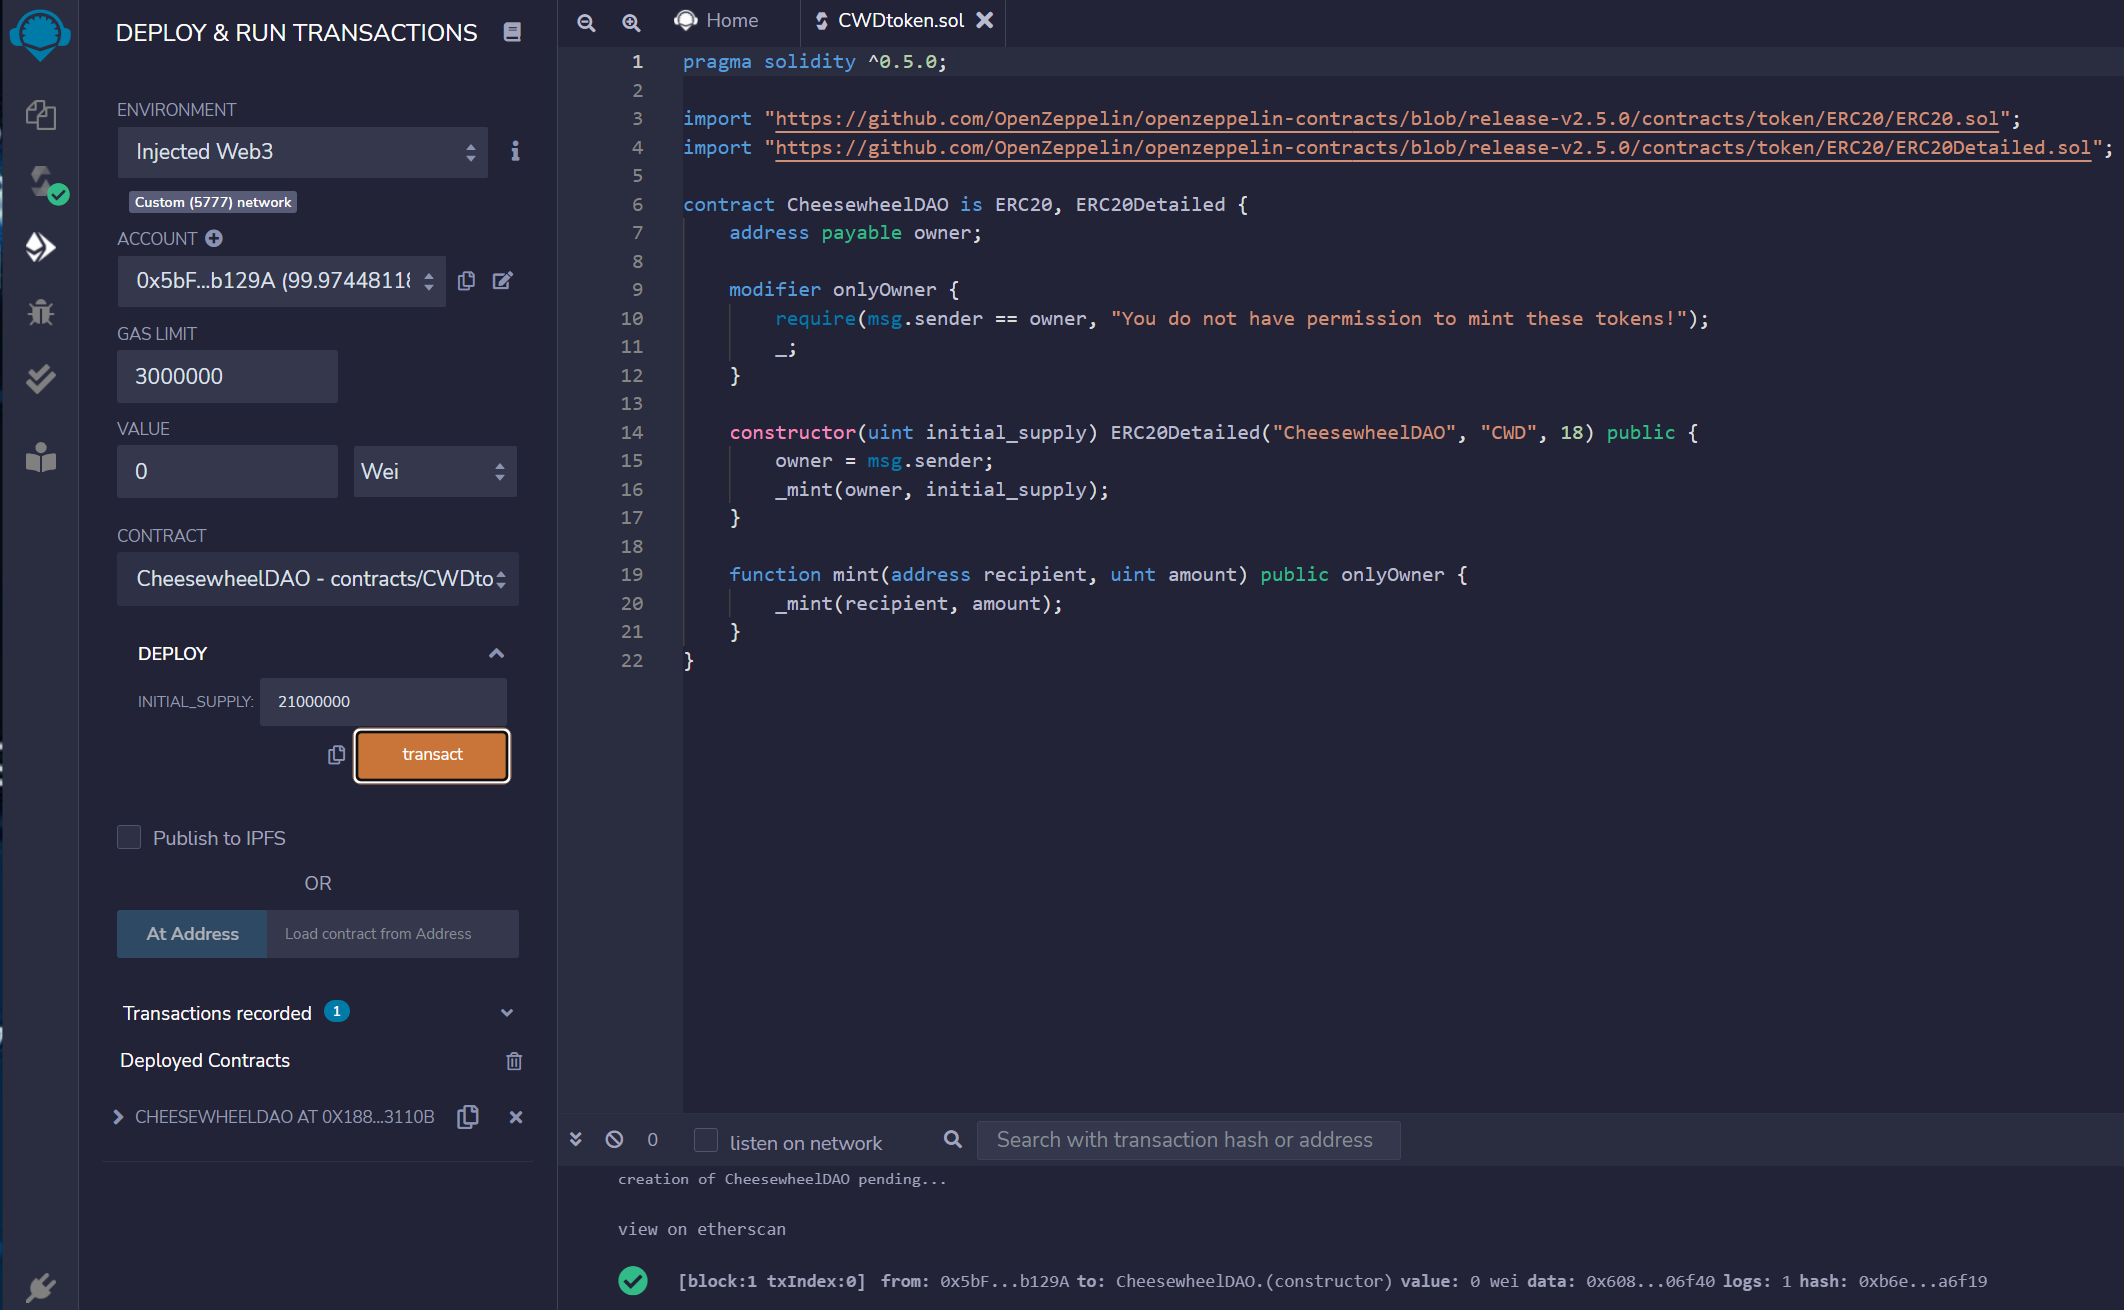 DEPLOY & RUN TRANSACTIONS
ENVIRONMENT
Injected Web3
Custom (5777) network
ACCOUNT
0x5bF...b129A (99.97448118
GAS LIMIT
3000000
VALUE
0
Wei
CONTRACT
CheesewheelDAO - contracts/CWDto
DEPLOY
INITIAL_SUPPLY:
21000000
transact
Publish to IPFS
OR
At Address
Load contract from Address
Transactions recorded 1
Deployed Contracts
CHEESEWHEELDAO AT 0X188...3110B
Home
CWDtoken.sol
1 pragma solidity ^0.5.0;
2
3 import "https://github.com/OpenZeppelin/openzeppelin-contracts/blob/release-v2.5.0/contracts/token/ERC20/ERC20.sol";
4 import "https://github.com/OpenZeppelin/openzeppelin-contracts/blob/release-v2.5.0/contracts/token/ERC20/ERC20Detailed.sol";
5
6 contract CheesewheelDAO is ERC20, ERC20Detailed {
7     address payable owner;
8
9     modifier onlyOwner {
10         require(msg.sender == owner, "You do not have permission to mint these tokens!");
11         _;
12     }
13
14     constructor(uint initial_supply) ERC20Detailed("CheesewheelDAO", "CWD", 18) public {
15         owner = msg.sender;
16         _mint(owner, initial_supply);
17     }
18
19     function mint(address recipient, uint amount) public onlyOwner {
20         _mint(recipient, amount);
21     }
22 }
0
listen on network
Search with transaction hash or address
creation of CheesewheelDAO pending...
view on etherscan
[block:1 txIndex:0] from: 0x5bF...b129A to: CheesewheelDAO.(constructor) value: 0 wei data: 0x608...06f40 logs: 1 hash: 0xb6e...a6f19